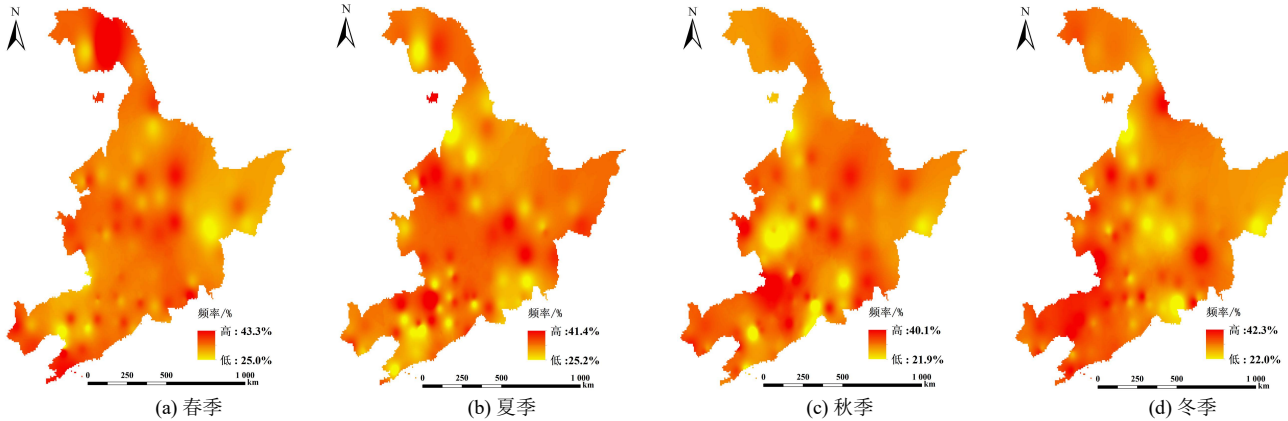 N
频率/%
高 : 43.3%
低 : 25.0%
0 250 500 1 000
km
(a) 春季
N
频率/%
高 : 41.4%
低 : 25.2%
0 250 500 1 000
km
(b) 夏季
N
频率/%
高 :40.1%
低 :21.9%
0 250 500 1 000
km
(c) 秋季
N
频率/%
高 :42.3%
低 : 22.0%
0 250 500 1 000
km
(d) 冬季